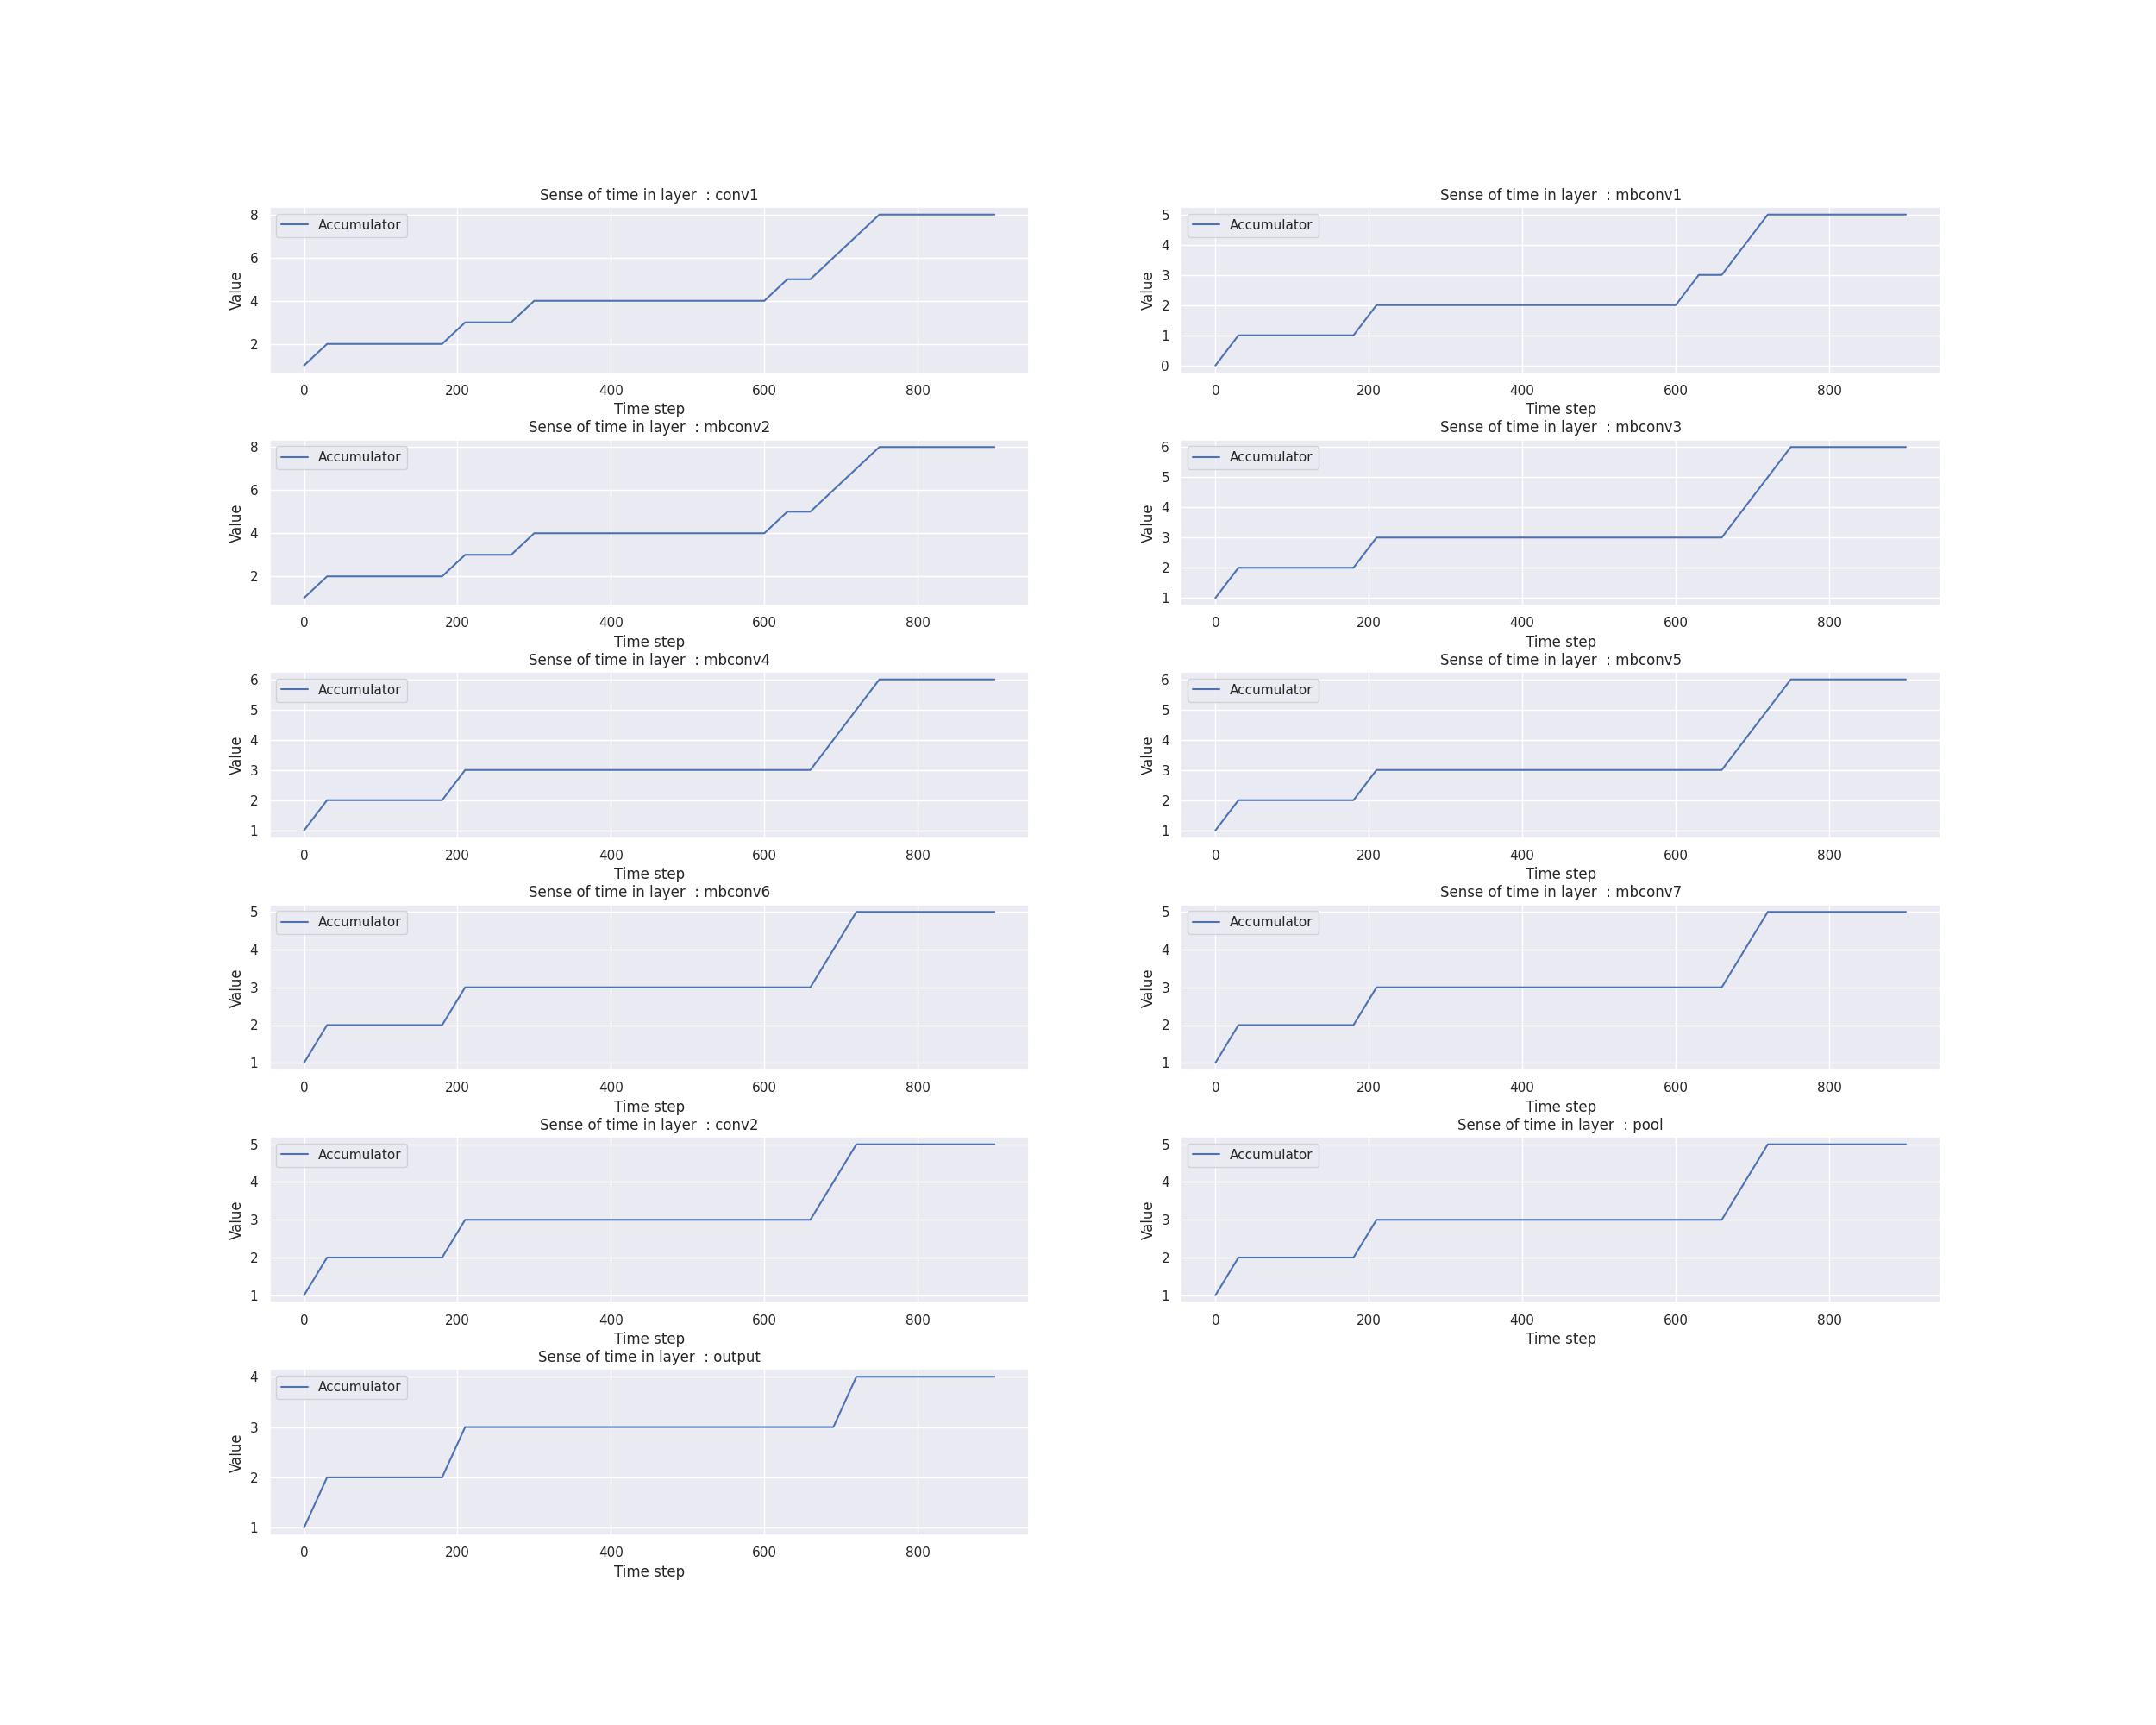 Sense of time in layer  : conv1
Accumulator
8
6
4
2
Value
0 200 400 600 800
Time step
Sense of time in layer  : mbconv1
Accumulator
5
4
3
2
1
0
Value
0 200 400 600 800
Time step
Sense of time in layer  : mbconv2
Accumulator
8
6
4
2
Value
0 200 400 600 800
Time step
Sense of time in layer  : mbconv3
Accumulator
6
5
4
3
2
1
Value
0 200 400 600 800
Time step
Sense of time in layer  : mbconv4
Accumulator
6
5
4
3
2
1
Value
0 200 400 600 800
Time step
Sense of time in layer  : mbconv5
Accumulator
6
5
4
3
2
1
Value
0 200 400 600 800
Time step
Sense of time in layer  : mbconv6
Accumulator
5
4
3
2
1
Value
0 200 400 600 800
Time step
Sense of time in layer  : mbconv7
Accumulator
5
4
3
2
1
Value
0 200 400 600 800
Time step
Sense of time in layer  : conv2
Accumulator
5
4
3
2
1
Value
0 200 400 600 800
Time step
Sense of time in layer  : pool
Accumulator
5
4
3
2
1
Value
0 200 400 600 800
Time step
Sense of time in layer  : output
Accumulator
4
3
2
1
Value
0 200 400 600 800
Time step